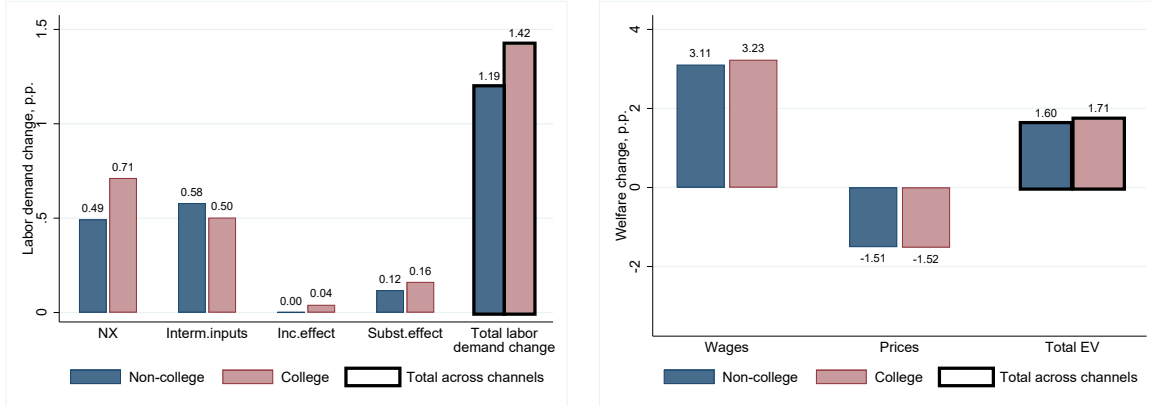 Labor demand change, p.p.
1.5
1
.5
0
0.49
0.71
0.58
0.50
0.00
0.04
0.12
0.16
1.19
1.42
NX
Interm.inputs
Inc.effect
Subst.effect
Total labor
demand change
Non-college
College
Total across channels
Welfare change, p.p.
4
2
0
-2
3.11
3.23
-1.51
-1.52
1.60
1.71
Wages
Prices
Total EV
Non-college
College
Total across channels